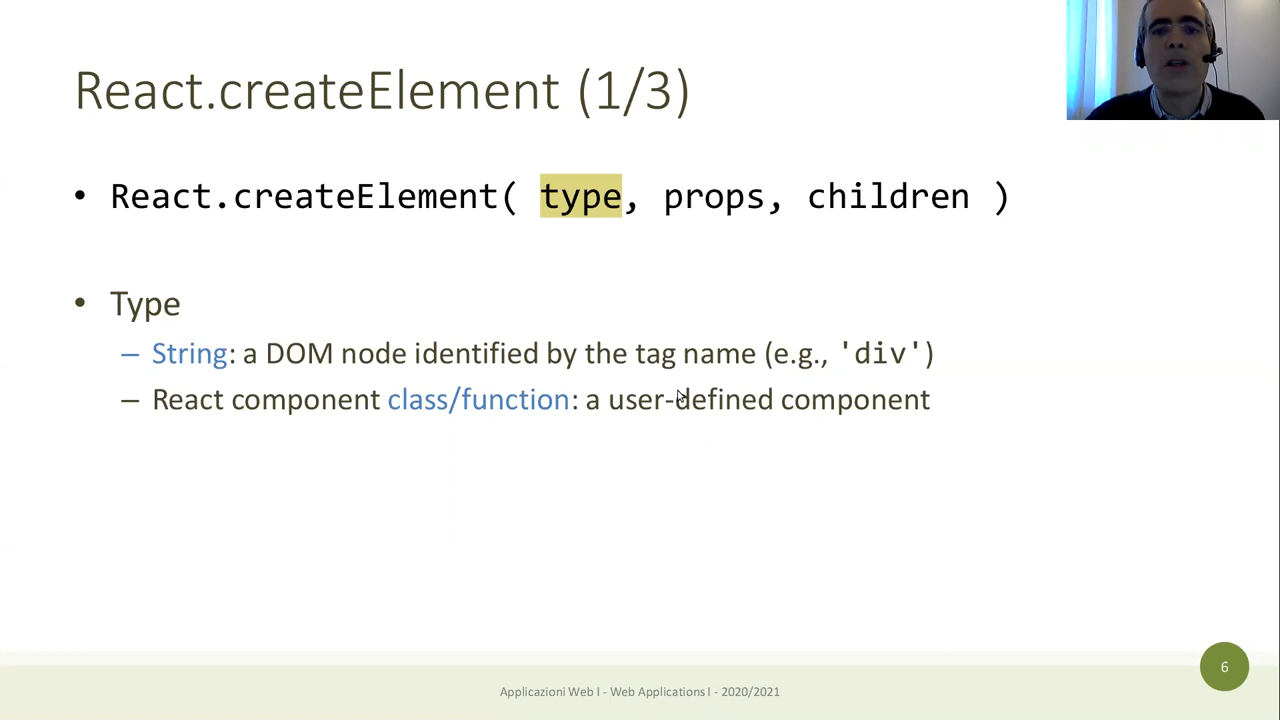 React.createElement (1/3)
• React.createElement( type, props, children )
• Type
– String: a DOM node identified by the tag name (e.g., 'div')
– React component class/function: a user-defined component
6
Applicazioni Web I - Web Applications I - 2020/2021